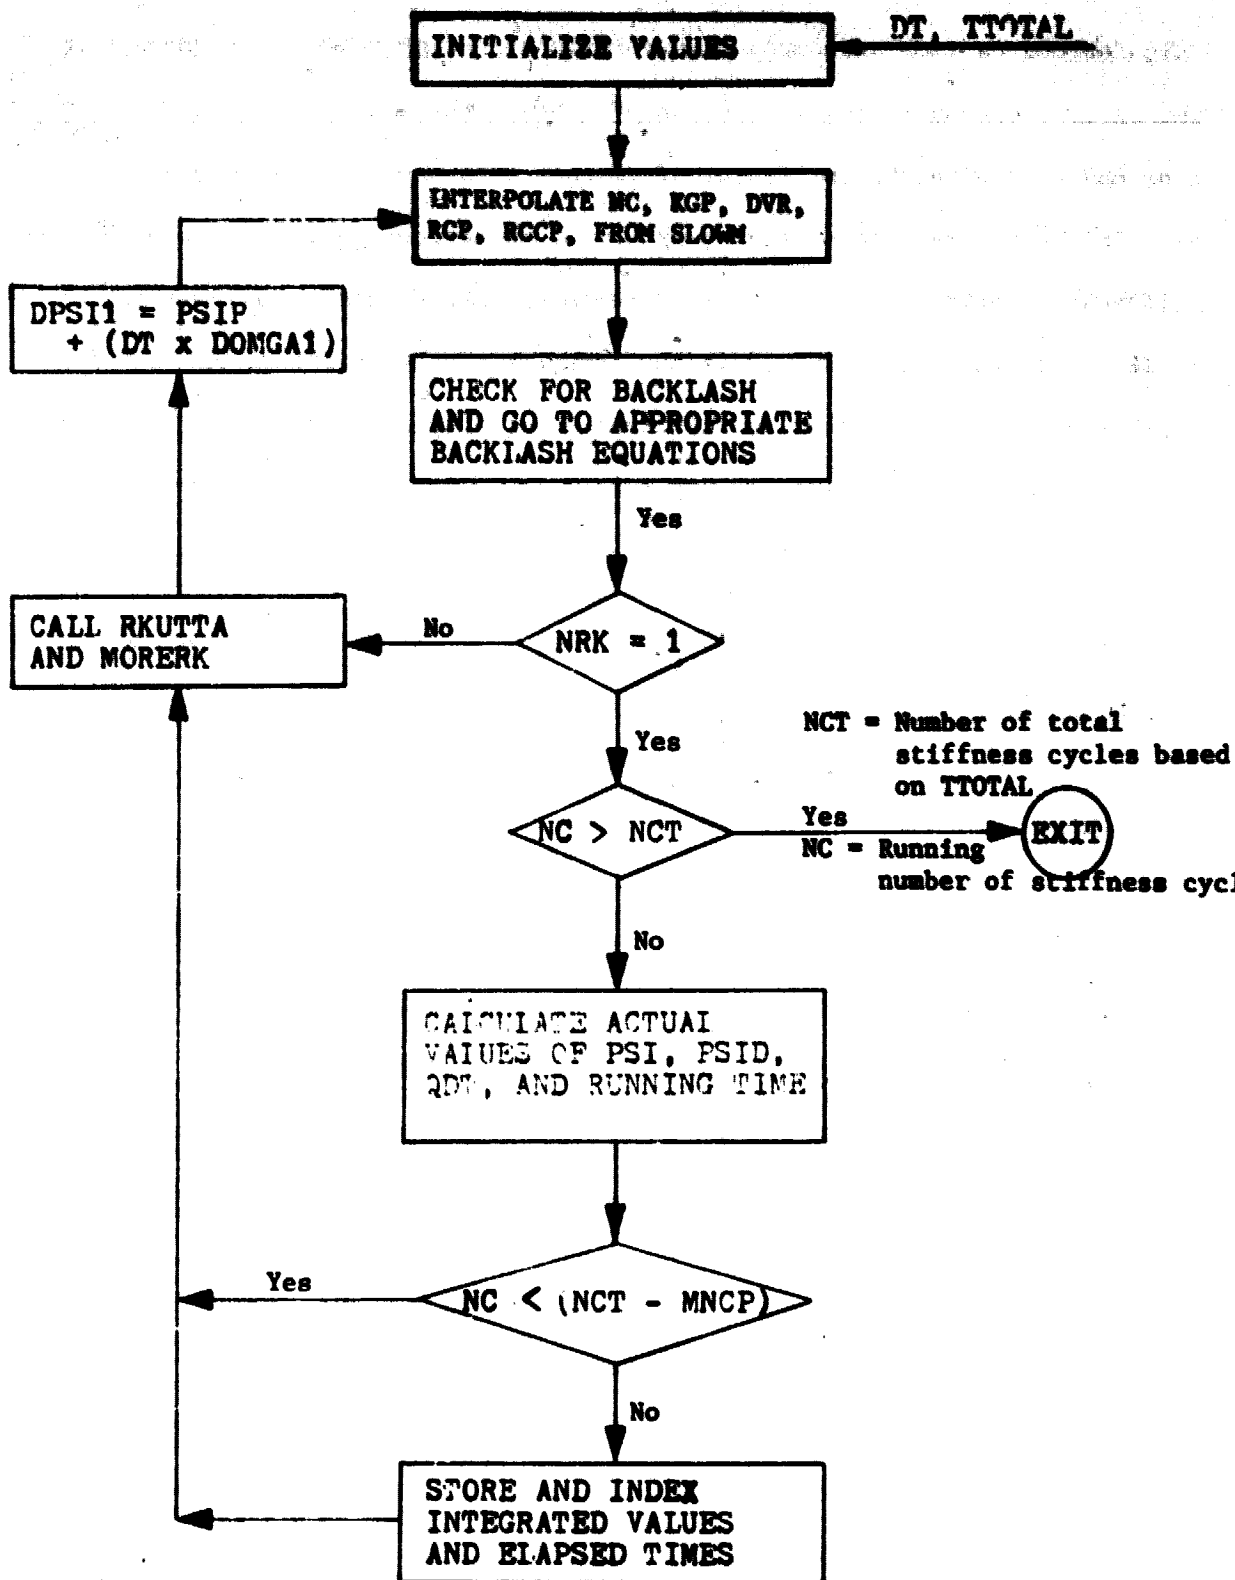 DT, TTOTAL
INITIALIZE VALUES
INTERPOLATE MC, KGP, DVR,
RCP, RCCP, FROM SLOWM
DPSI1 = PSIP
+ (DT x DOMGA1)
CHECK FOR BACKLASH
AND GO TO APPROPRIATE
BACKLASH EQUATIONS
Yes
CALL RKUTTA
AND MORERK
No
NRK = 1
Yes
NCT = Number of total
stiffness cycles based
on TTOTAL
NC > NCT
Yes
EXIT
NC = Running
number of stiffness cycl
No
CALCULATE ACTUAL
VALUES OF PSI, PSID,
QDT, AND RUNNING TIME
Yes
NC < (NCT - MNCP)
No
STORE AND INDEX
INTEGRATED VALUES
AND ELAPSED TIMES